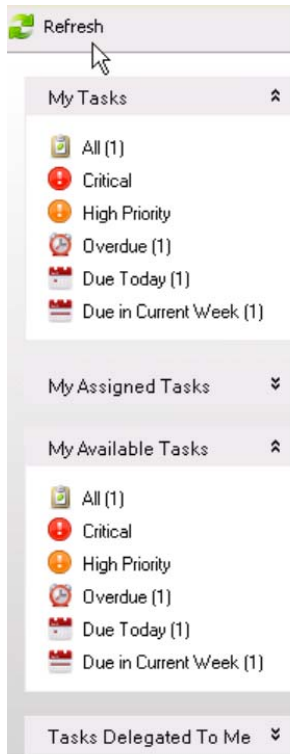 Refresh
My Tasks
All (1)
Critical
High Priority
Overdue (1)
Due Today (1)
Due in Current Week (1)
My Assigned Tasks
My Available Tasks
All (1)
Critical
High Priority
Overdue (1)
Due Today (1)
Due in Current Week (1)
Tasks Delegated To Me